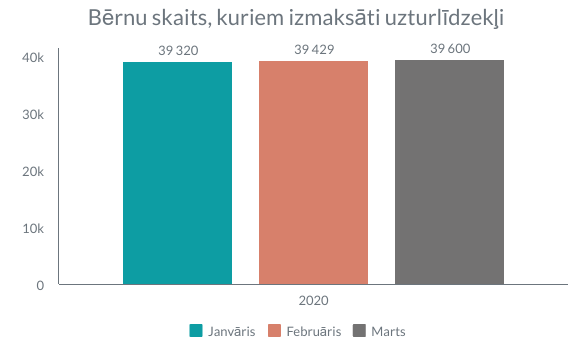 Bērnu skaits, kuriem izmaksāti uzturlīdzekļi
40k
30k
20k
10k
0
39 320
39 429
39 600
2020
Janvāris Februāris Marts